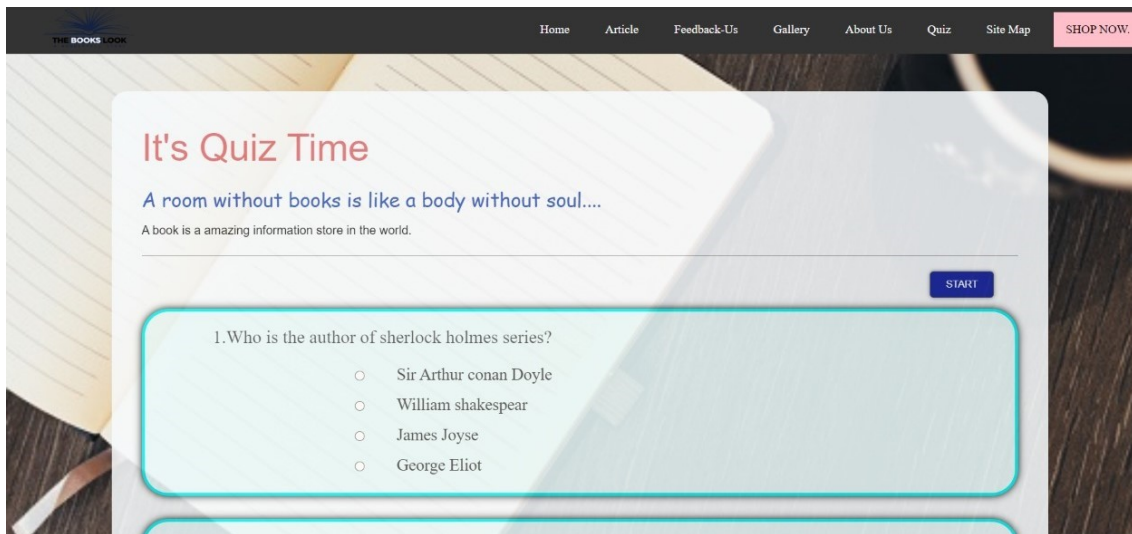 THE BOOKS LOOK
Home Article Feedback-Us Gallery About Us Quiz Site Map SHOP NOW.
It's Quiz Time
A room without books is like a body without soul....
A book is a amazing information store in the world.
START
1.Who is the author of sherlock holmes series?
Sir Arthur conan Doyle
William shakespear
James Joyse
George Eliot